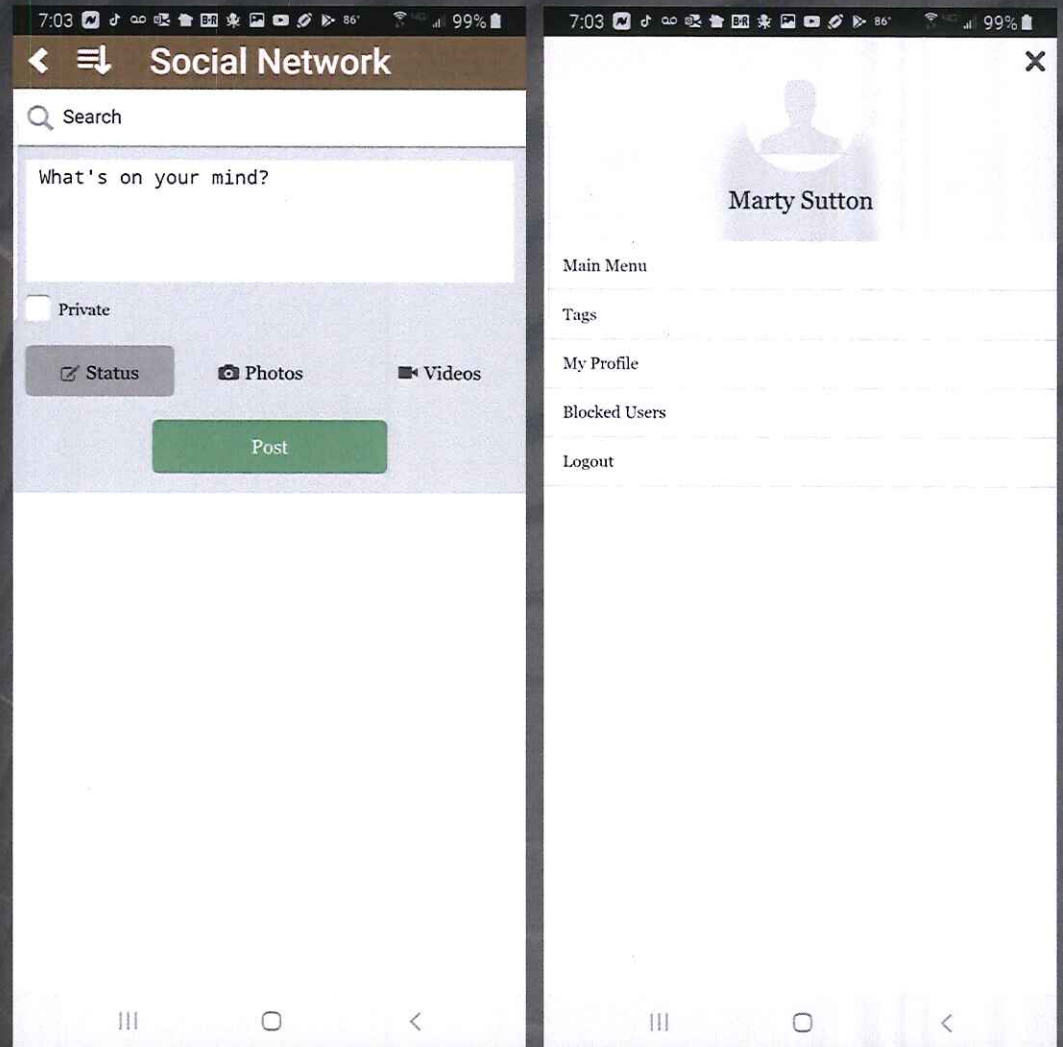 7:03 86° 99%
Social Network
Search
What's on your mind?
Private
Status Photos Videos
Post
7:03 86° 99%
Marty Sutton
Main Menu
Tags
My Profile
Blocked Users
Logout